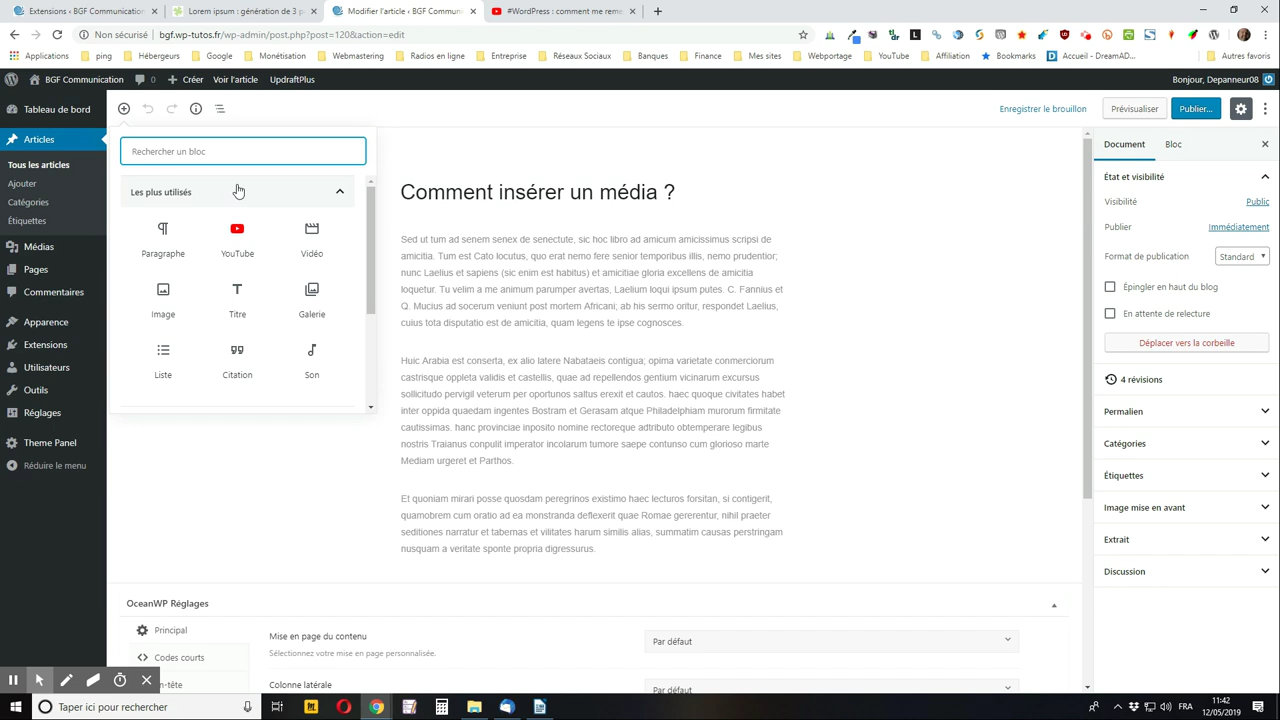 Extensions ‹ BGF Communication
Lorem ipsum : génération de 3 p
Modifier l'article ‹ BGF Commun
#WordPress : comment me reme
Non sécurisé
bgf.wp-tutos.fr/wp-admin/post.php?post=120&action=edit
Applications
ping
Hébergeurs
Google
Monétisation
WordPress
Webmasters
Radios en ligne
Entreprise
Réseaux Sociaux
Banques
Finance
Mes sites
Webportage
YouTube
Affiliation
Bookmarks
Accueil - DreamAD...
Autres favoris
BGF Communication
0
Créer
Voir l'article
UpdraftPlus
Bonjour, Depanneur08
Tableau de bord
Articles
Tous les articles
Ajouter
Catégories
Étiquettes
Médias
Pages
Commentaires
Apparence
Extensions
Utilisateurs
Outils
Réglages
Theme Panel
Réduire le menu
Enregistrer le brouillon
Prévisualiser
Publier...
Rechercher un bloc
Les plus utilisés
Paragraphe
YouTube
Vidéo
Image
Titre
Galerie
Liste
Citation
Son
Comment insérer un média ?
Sed ut tum ad senem senex de senectute, sic hoc libro ad amicum amicissimus scripsi de
amicitia. Tum est Cato locutus, quo erat nemo fere senior temporibus illis, nemo prudentior;
nunc Laelius et sapiens (sic enim est habitus) et amicitiae gloria excellens de amicitia
loquetur. Tu velim a me animum parumper avertas, Laelium loqui ipsum putes. C. Fannius et
Q. Mucius ad socerum veniunt post mortem Africani; ab his sermo oritur, respondet Laelius,
cuius tota disputatio est de amicitia, quam legens te ipse cognosces.
Huic Arabia est conserta, ex alio latere Nabataeis contigua; opima varietate conmerciorum
castrisque oppleta validis et castellis, quae ad repellendos gentium vicinarum excursus
sollicitudo pervigil veterum per oportunos saltus erexit et cautos. haec quoque civitates habet
inter oppida quaedam ingentes Bostram et Gerasam atque Philadelphiam murorum firmitate
cautissimas. hanc provinciae inposito nomine rectoreque adtributo obtemperare legibus
nostris Traianus conpulit imperator incolarum tumore saepe contunso cum glorioso marte
Mediam urgeret et Parthos.
Et quoniam mirari posse quosdam peregrinos existimo haec lecturos forsitan, si contigerit,
quamobrem cum oratio ad ea monstranda deflexerit quae Romae gererentur, nihil praeter
seditiones narratur et tabernas et vilitates harum similis alias, summatim causas perstringam
nusquam a veritate sponte propria digressurus.
Document
Bloc
État et visibilité
Visibilité
Public
Publier
Immédiatement
Format de publication
Standard
Épingler en haut du blog
En attente de relecture
Déplacer vers la corbeille
4 révisions
Permalien
Catégories
Étiquettes
Image mise en avant
Extrait
Discussion
OceanWP Réglages
Principal
Codes courts
n-tête
Mise en page du contenu
Sélectionnez votre mise en page personnalisée.
Par défaut
Colonne latérale
Par défaut
Taper ici pour rechercher
FRA
11:42
12/05/2019